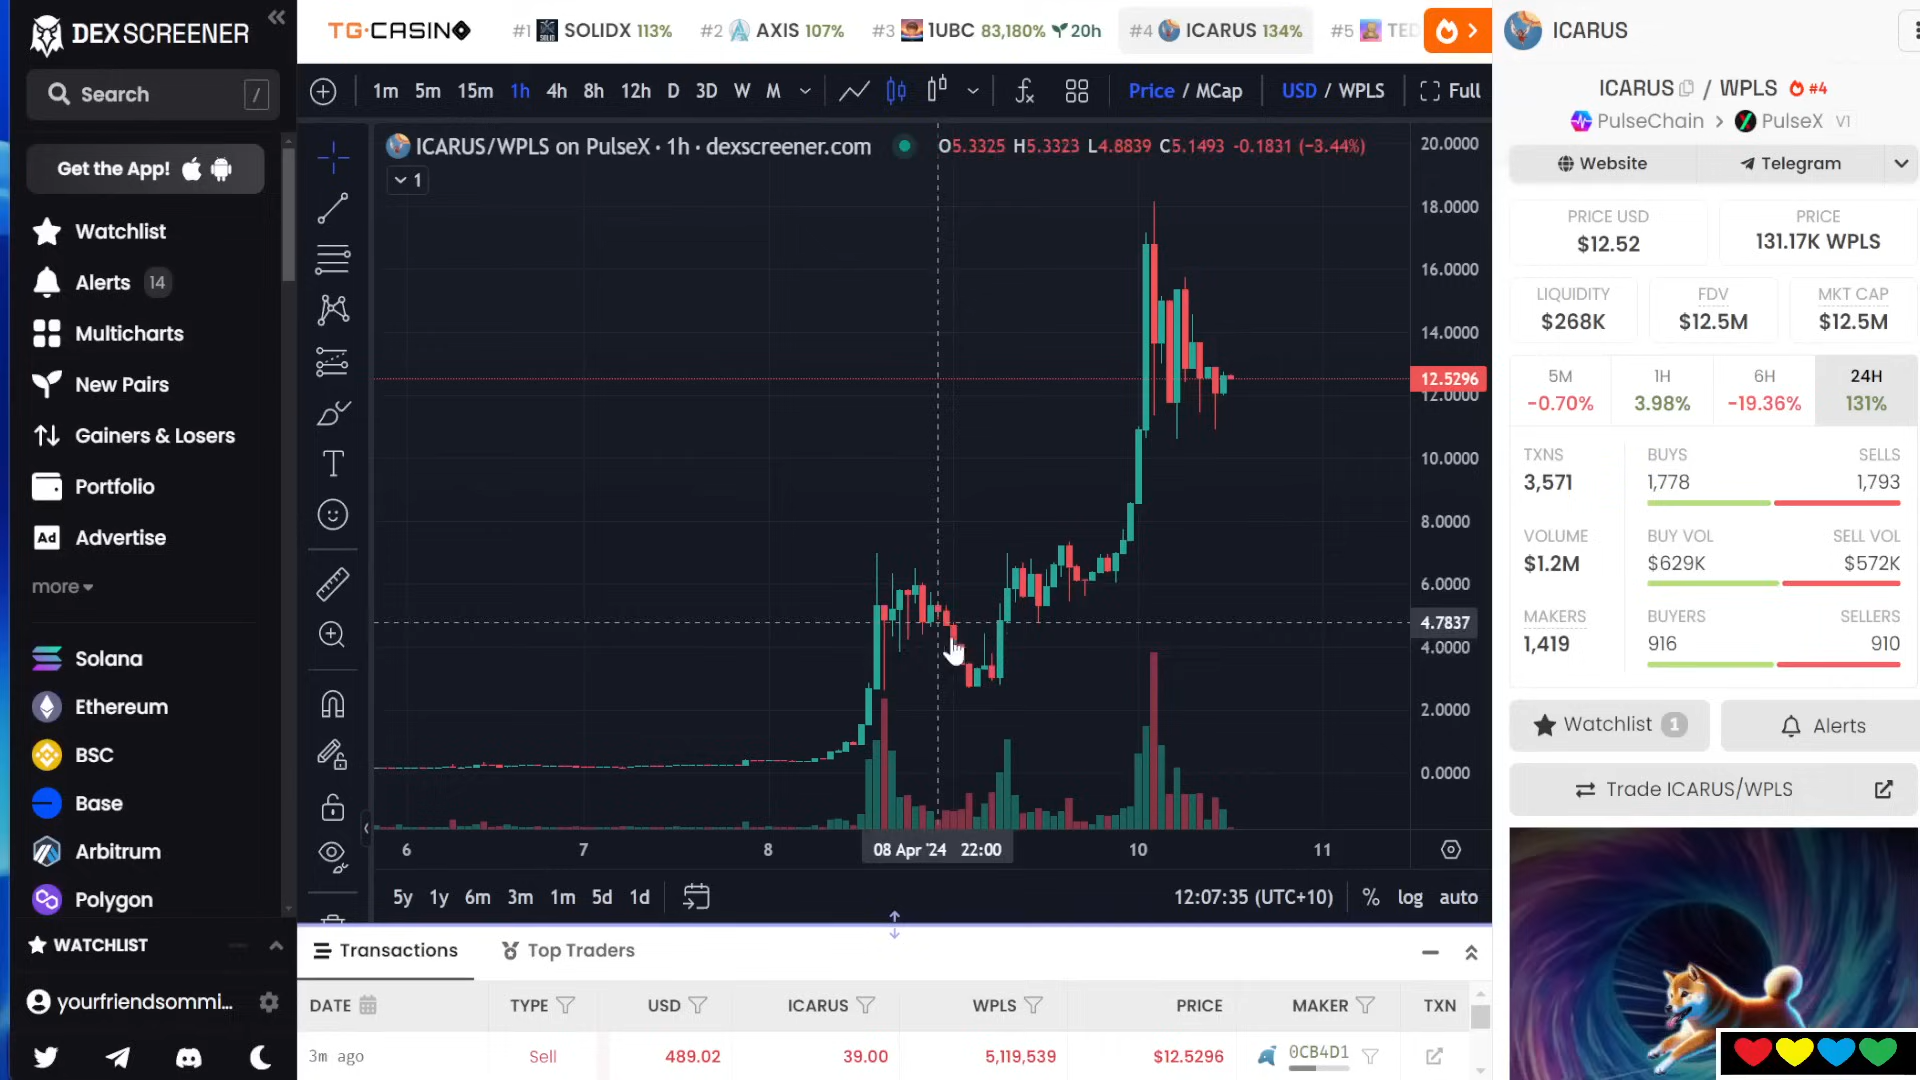 DEX SCREENER
Search /
Get the App!
Watchlist
Alerts 14
Multicharts
New Pairs
Gainers & Losers
Portfolio
Ad Advertise
more
Solana
Ethereum
BSC
Base
Arbitrum
Polygon
WATCHLIST
yourfriendsommi...
TG.CASINO
#1 SOLIDX 113%
#2 AXIS 107%
#3 1UBC 83,180% 20h
#4 ICARUS 134%
#5 TED
1m 5m 15m 1h 4h 8h 12h D 3D W M
Price / MCap
USD / WPLS
Full
ICARUS/WPLS on PulseX · 1h · dexscreener.com
O5.3325 H5.3323 L4.8839 C5.1493 -0.1831 (-3.44%)
1
20.0000
18.0000
16.0000
14.0000
12.5296
12.0000
10.0000
8.0000
6.0000
4.7837
4.0000
2.0000
0.0000
6 7 8 08 Apr '24 22:00 10 11
5y 1y 6m 3m 1m 5d 1d
12:07:35 (UTC+10) % log auto
Transactions
Top Traders
DATE TYPE USD ICARUS WPLS PRICE MAKER TXN
3m ago Sell 489.02 39.00 5,119,539 $12.5296 0CB4D1
ICARUS
ICARUS / WPLS #4
PulseChain > PulseX V1
Website
Telegram
PRICE USD
$12.52
PRICE
131.17K WPLS
LIQUIDITY
$268K
FDV
$12.5M
MKT CAP
$12.5M
5M
-0.70%
1H
3.98%
6H
-19.36%
24H
131%
TXNS
3,571
BUYS
1,778
SELLS
1,793
VOLUME
$1.2M
BUY VOL
$629K
SELL VOL
$572K
MAKERS
1,419
BUYERS
916
SELLERS
910
Watchlist 1
Alerts
Trade ICARUS/WPLS